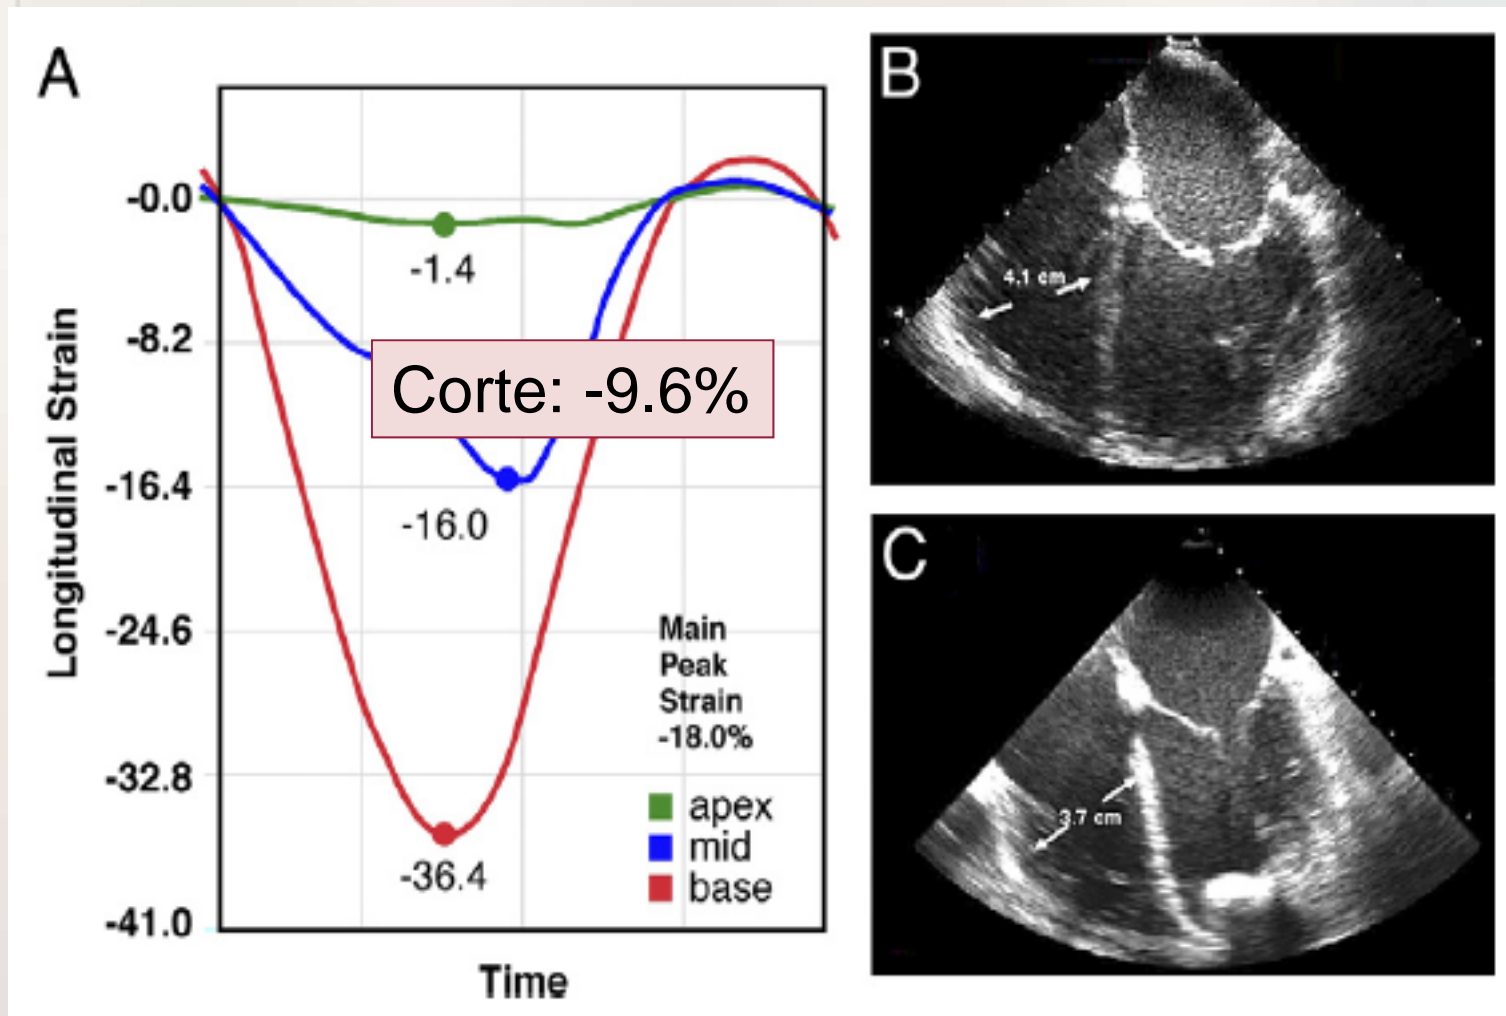 A
Longitudinal Strain
-0.0
-8.2
-16.4
-24.6
-32.8
-41.0
-1.4
Corte: -9.6%
-16.0
-36.4
Main
Peak
Strain
-18.0%
apex
mid
base
Time
B
4.1 cm
C
3.7 cm